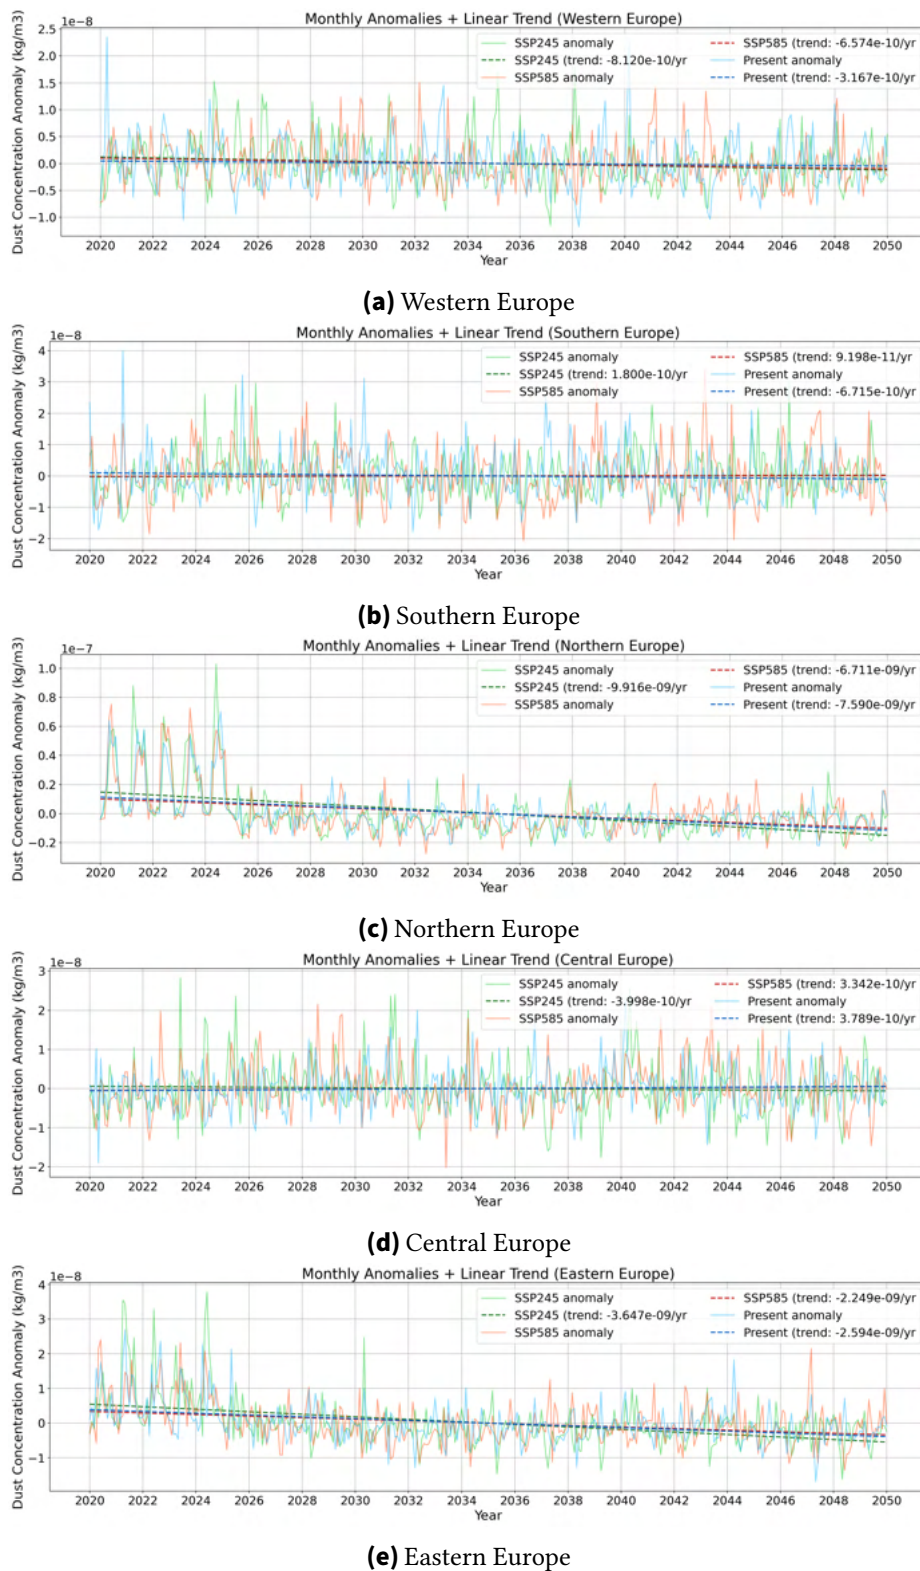 Monthly Anomalies + Linear Trend (Western Europe)
1e−8
Dust Concentration Anomaly (kg/m3)
2.5
2.0
1.5
1.0
0.5
0.0
−0.5
−1.0
SSP245 anomaly
SSP245 (trend: -8.120e-10/yr
SSP585 anomaly
SSP585 (trend: -6.574e-10/yr
Present anomaly
Present (trend: -3.167e-10/yr
2020 2022 2024 2026 2028 2030 2032 2034 2036 2038 2040 2042 2044 2046 2048 2050
Year
(a) Western Europe
Monthly Anomalies + Linear Trend (Southern Europe)
1e−8
Dust Concentration Anomaly (kg/m3)
4
3
2
1
0
−1
−2
SSP245 anomaly
SSP245 (trend: 1.800e-10/yr
SSP585 anomaly
SSP585 (trend: 9.198e-11/yr
Present anomaly
Present (trend: -6.715e-10/yr
2020 2022 2024 2026 2028 2030 2032 2034 2036 2038 2040 2042 2044 2046 2048 2050
Year
(b) Southern Europe
Monthly Anomalies + Linear Trend (Northern Europe)
1e−7
Dust Concentration Anomaly (kg/m3)
1.0
0.8
0.6
0.4
0.2
0.0
−0.2
SSP245 anomaly
SSP245 (trend: -9.916e-09/yr
SSP585 anomaly
SSP585 (trend: -6.711e-09/yr
Present anomaly
Present (trend: -7.590e-09/yr
2020 2022 2024 2026 2028 2030 2032 2034 2036 2038 2040 2042 2044 2046 2048 2050
Year
(c) Northern Europe
Monthly Anomalies + Linear Trend (Central Europe)
1e−8
Dust Concentration Anomaly (kg/m3)
3
2
1
0
−1
−2
SSP245 anomaly
SSP245 (trend: -3.998e-10/yr
SSP585 anomaly
SSP585 (trend: 3.342e-10/yr
Present anomaly
Present (trend: 3.789e-10/yr
2020 2022 2024 2026 2028 2030 2032 2034 2036 2038 2040 2042 2044 2046 2048 2050
Year
(d) Central Europe
Monthly Anomalies + Linear Trend (Eastern Europe)
1e−8
Dust Concentration Anomaly (kg/m3)
4
3
2
1
0
−1
SSP245 anomaly
SSP245 (trend: -3.647e-09/yr
SSP585 anomaly
SSP585 (trend: -2.249e-09/yr
Present anomaly
Present (trend: -2.594e-09/yr
2020 2022 2024 2026 2028 2030 2032 2034 2036 2038 2040 2042 2044 2046 2048 2050
Year
(e) Eastern Europe